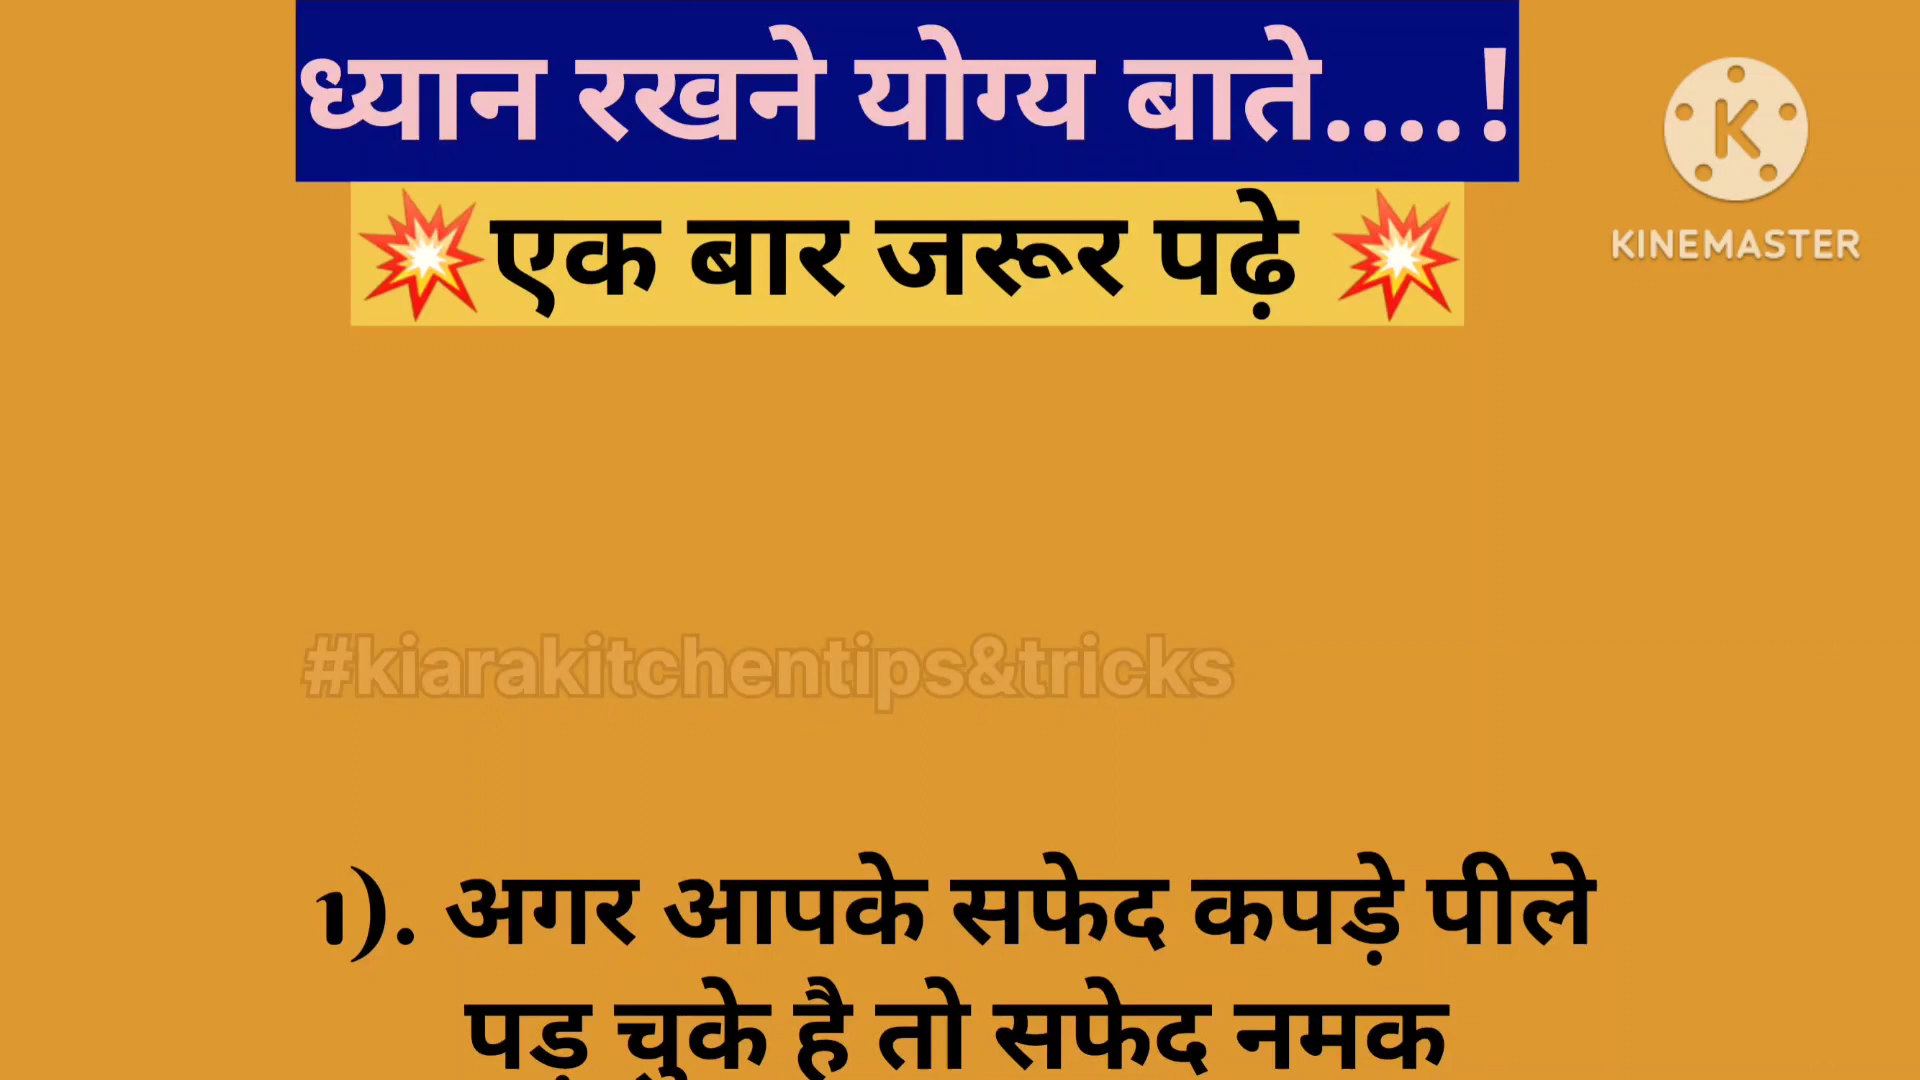 ध्यान रखने योग्य बाते....!
💥एक बार जरूर पढ़े 💥
K
KINEMASTER
#kiarakitchentips&tricks
1). अगर आपके सफेद कपड़े पीले
पड़ चुके है तो सफेद नमक